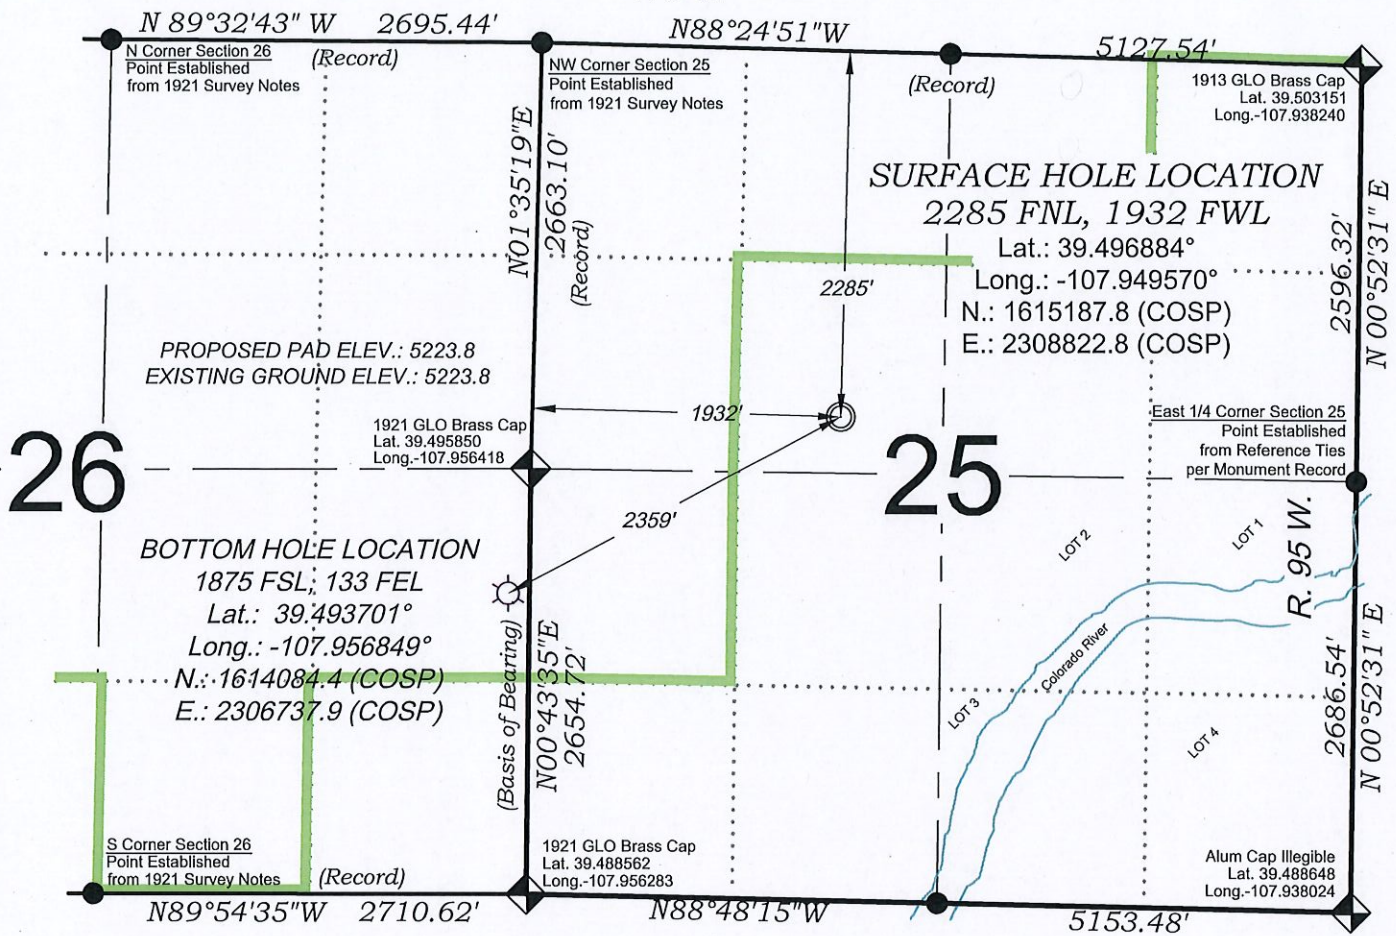 N 89°32'43" W 2695.44'
(Record)
N Corner Section 26
Point Established
from 1921 Survey Notes
N88°24'51"W
5127.54'
(Record)
NW Corner Section 25
Point Established
from 1921 Survey Notes
1913 GLO Brass Cap
Lat. 39.503151
Long.-107.938240
N01°35'19"E
2663.10'
(Record)
SURFACE HOLE LOCATION
2285 FNL, 1932 FWL
Lat.: 39.496884°
Long.: -107.949570°
N.: 1615187.8 (COSP)
E.: 2308822.8 (COSP)
2596.32'
N 00°52'31" E
2285'
PROPOSED PAD ELEV.: 5223.8
EXISTING GROUND ELEV.: 5223.8
1932'
1921 GLO Brass Cap
Lat. 39.495850
Long.-107.956418
East 1/4 Corner Section 25
Point Established
from Reference Ties
per Monument Record
26
25
2359'
BOTTOM HOLE LOCATION
1875 FSL, 133 FEL
Lat.: 39.493701°
Long.: -107.956849°
N.: 1614084.4 (COSP)
E.: 2306737.9 (COSP)
LOT 2
LOT 1
R. 95 W.
(Basis of Bearing)
N00°43'35"E
2654.72'
Colorado River
LOT 3
LOT 4
2686.54'
N 00°52'31" E
S Corner Section 26
Point Established
from 1921 Survey Notes
(Record)
1921 GLO Brass Cap
Lat. 39.488562
Long.-107.956283
Alum Cap Illegible
Lat. 39.488648
Long.-107.938024
N89°54'35"W 2710.62'
N88°48'15"W
5153.48'